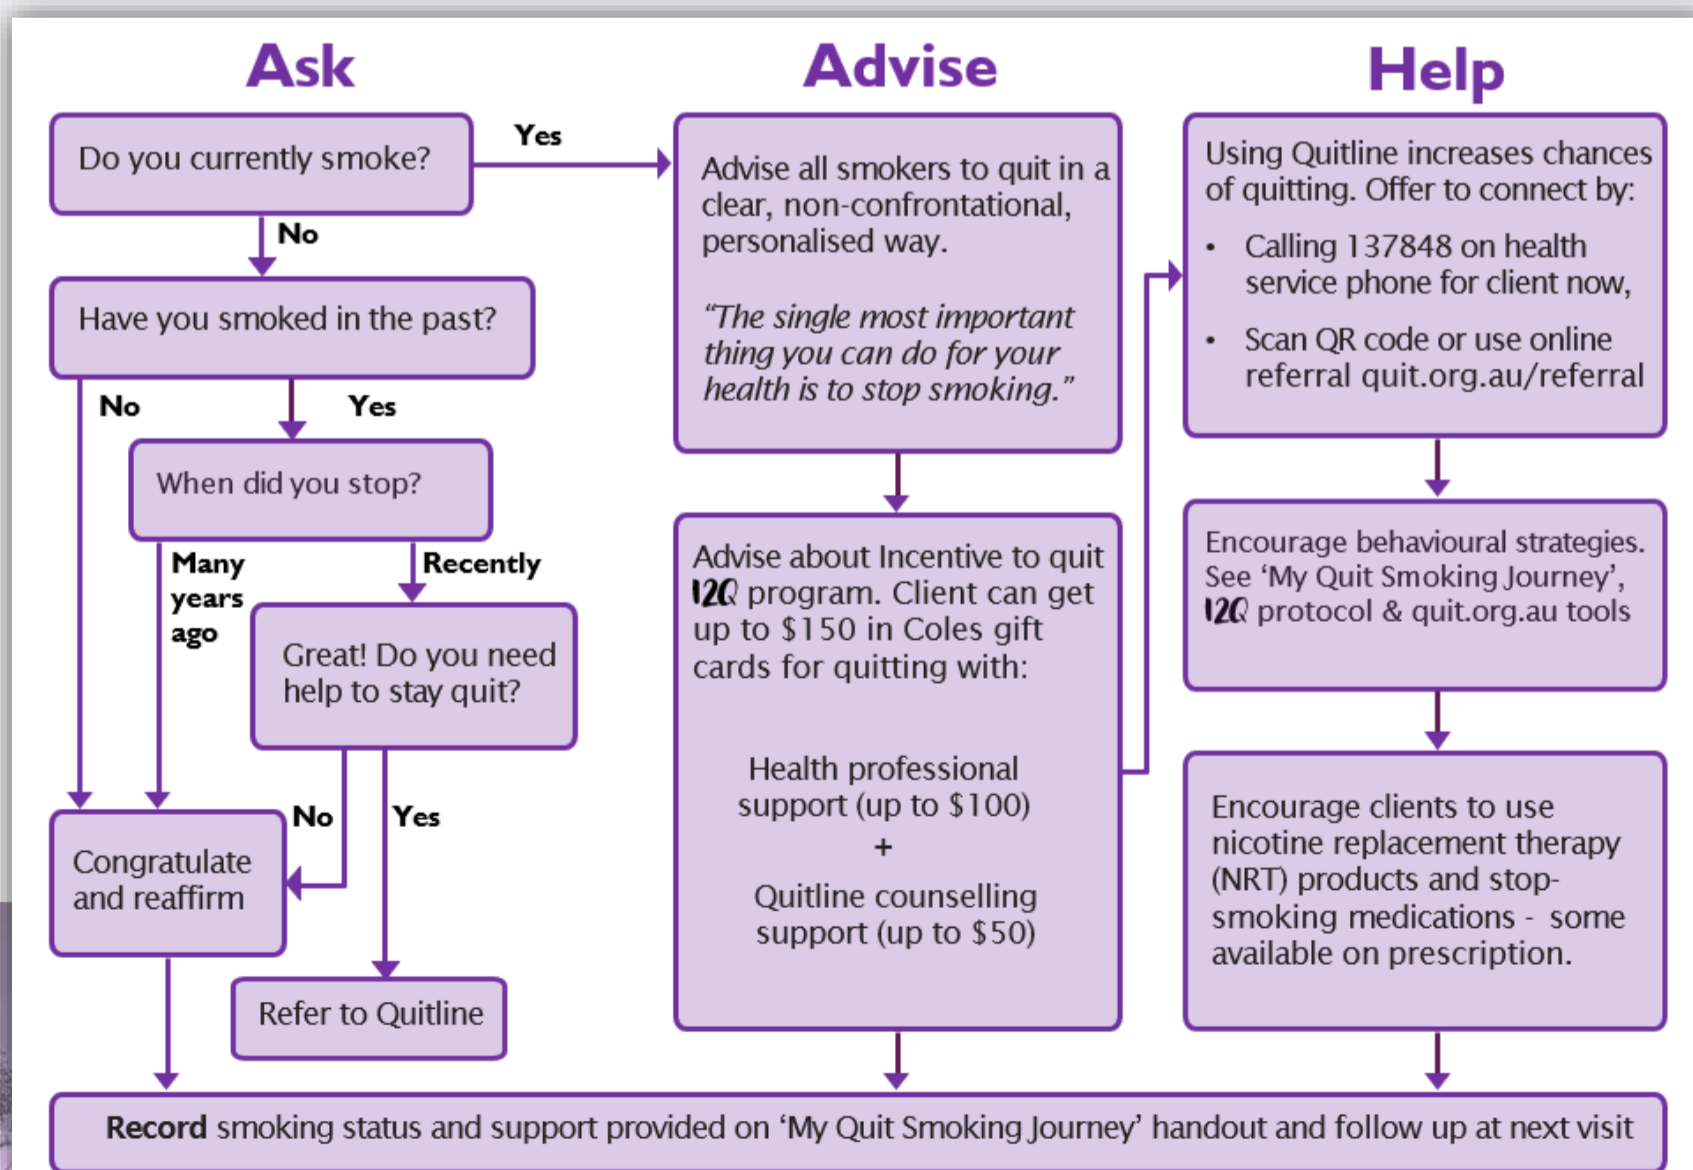 Ask
Do you currently smoke?
Yes
No
Have you smoked in the past?
No
Yes
When did you stop?
Many
years
ago
Recently
Great! Do you need
help to stay quit?
No
Yes
Congratulate
and reaffirm
Refer to Quitline
Advise
Advise all smokers to quit in a
clear, non-confrontational,
personalised way.
“The single most important
thing you can do for your
health is to stop smoking.”
Advise about Incentive to quit
I2Q program. Client can get
up to $150 in Coles gift
cards for quitting with:
Health professional
support (up to $100)
+
Quitline counselling
support (up to $50)
Help
Using Quitline increases chances
of quitting. Offer to connect by:
• Calling 137848 on health
service phone for client now,
• Scan QR code or use online
referral quit.org.au/referral
Encourage behavioural strategies.
See ‘My Quit Smoking Journey’,
I2Q protocol & quit.org.au tools
Encourage clients to use
nicotine replacement therapy
(NRT) products and stop-
smoking medications - some
available on prescription.
Record smoking status and support provided on ‘My Quit Smoking Journey’ handout and follow up at next visit